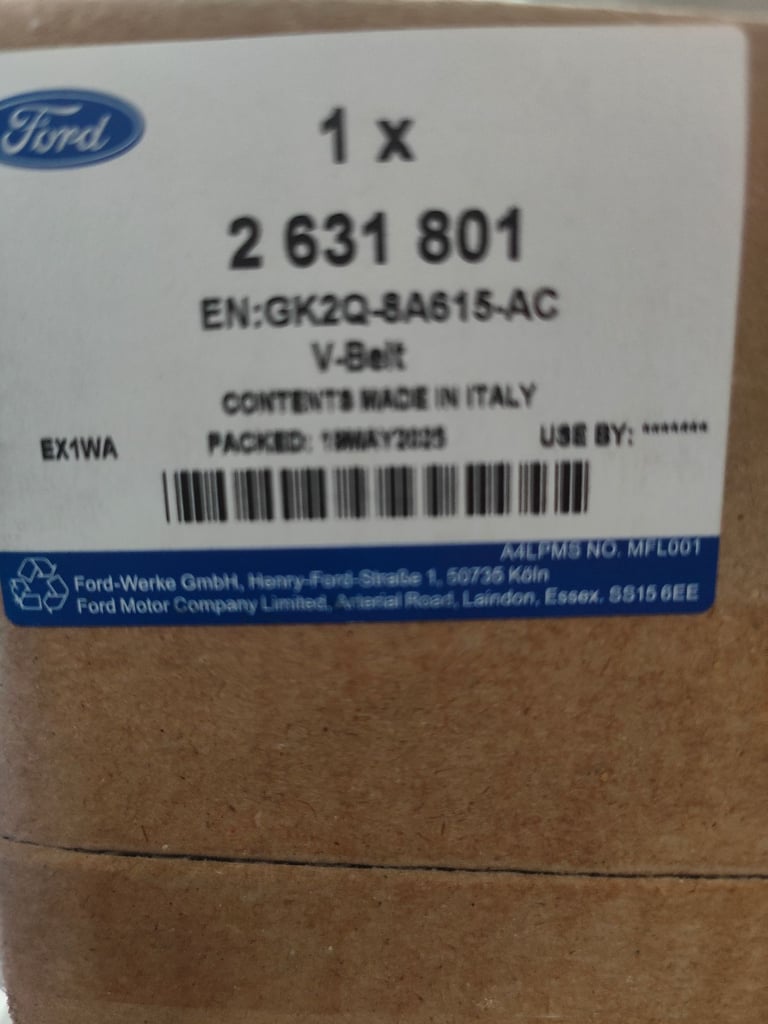 Ford
1 x
2 631 801
EN:GK2Q-8A615-AC
V-Belt
CONTENTS MADE IN ITALY
EX1WA PACKED: 19MAY2025 USE BY: *******
A4LPMS NO. MFL001
Ford-Werke GmbH, Henry-Ford-Straße 1, 50735 Köln
Ford Motor Company Limited, Arterial Road, Laindon, Essex. SS15 6EE